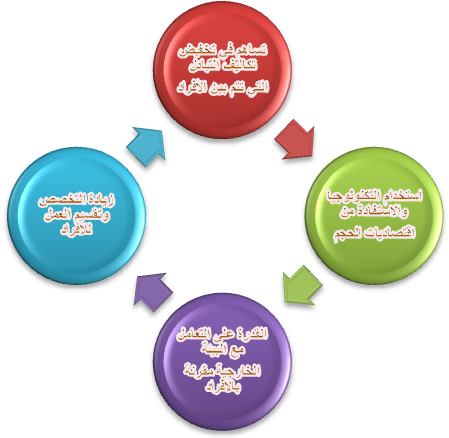 تساهم في تخفيض
تكاليف التبادل
التي تتم بين الأفراد
استخدام التكنولوجيا
والاستفادة من
اقتصاديات الحجم
القدرة على التعامل
مع البيئة
الخارجية مقرنة
بالأفراد
زيادة التخصص
وتقسيم العمل
للأفراد